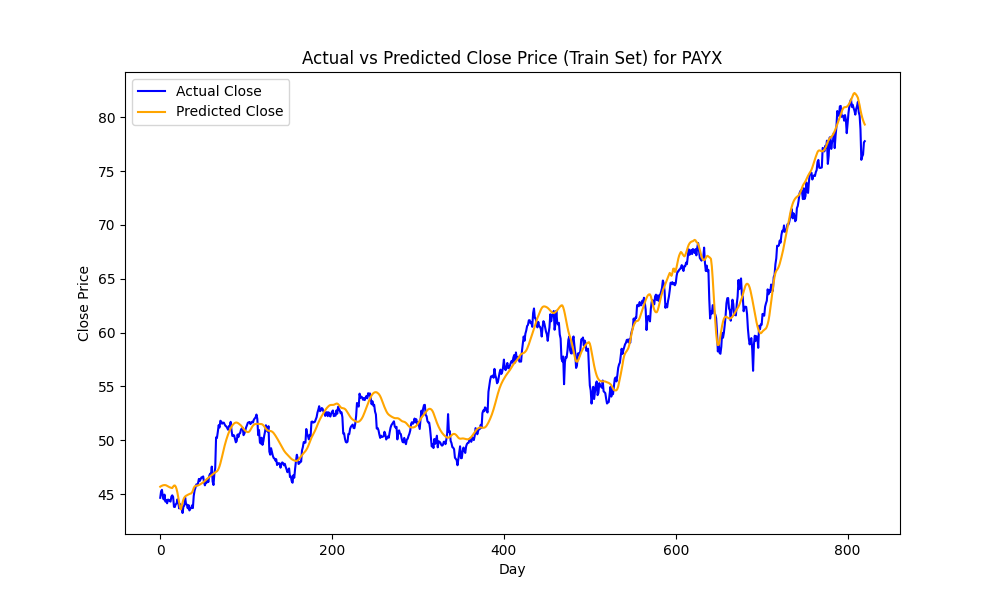 Actual vs Predicted Close Price (Train Set) for PAYX
Actual Close
Predicted Close
Close Price
80
75
70
65
60
55
50
45
0 200 400 600 800
Day